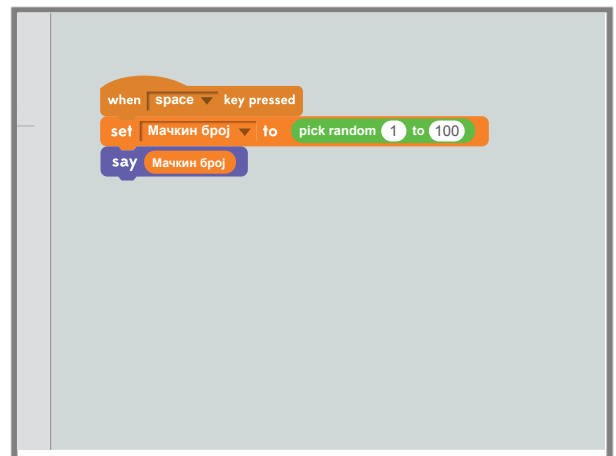 when space key pressed
set Мачкин број to pick random 1 to 100
say Мачкин број